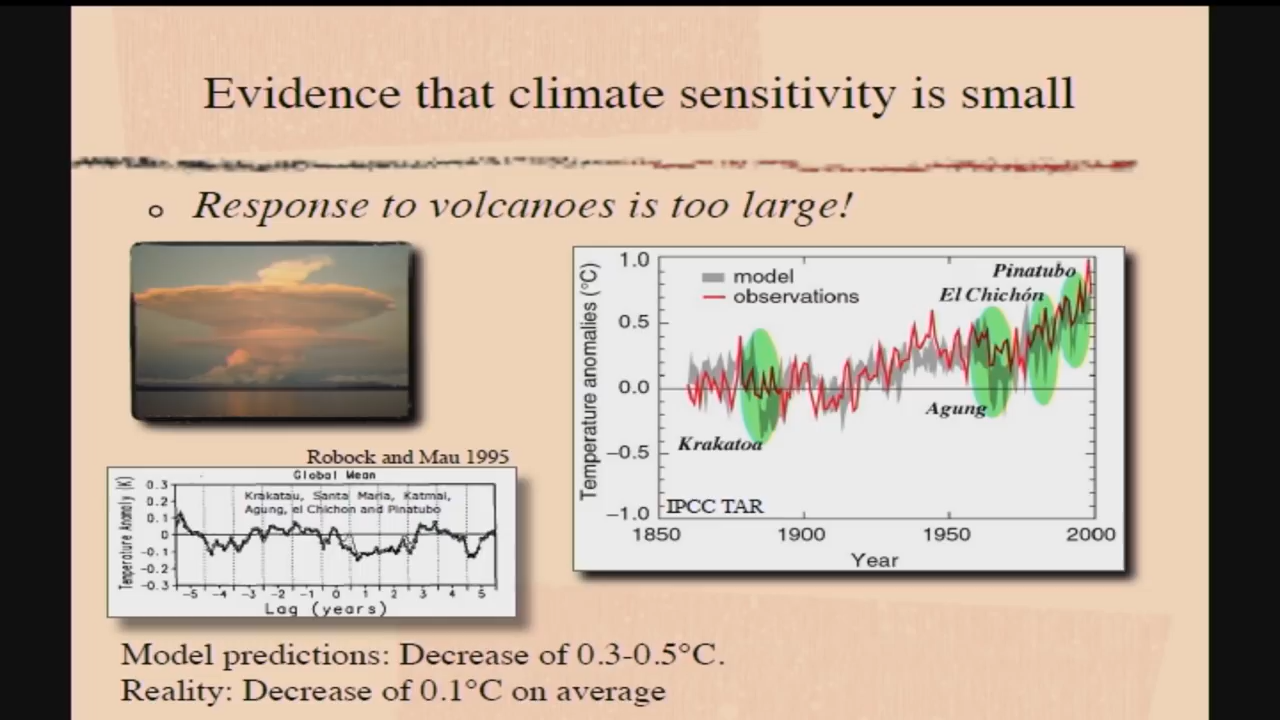 Evidence that climate sensitivity is small
Response to volcanoes is too large!
Robock and Mau 1995
Global Mean
Krakatau, Santa Maria, Katmai,
Agung, el Chichon and Pinatubo
Temperature Anomaly (K)
0.3
0.2
0.1
0
-0.1
-0.2
-0.3
-5 -4 -3 -2 -1 0 1 2 3 4 5
Lag (years)
Temperature anomalies (°C)
1.0
0.5
0.0
-0.5
-1.0
model
observations
Pinatubo
El Chichón
Agung
Krakatoa
IPCC TAR
1850 1900 1950 2000
Year
Model predictions: Decrease of 0.3-0.5°C.
Reality: Decrease of 0.1°C on average